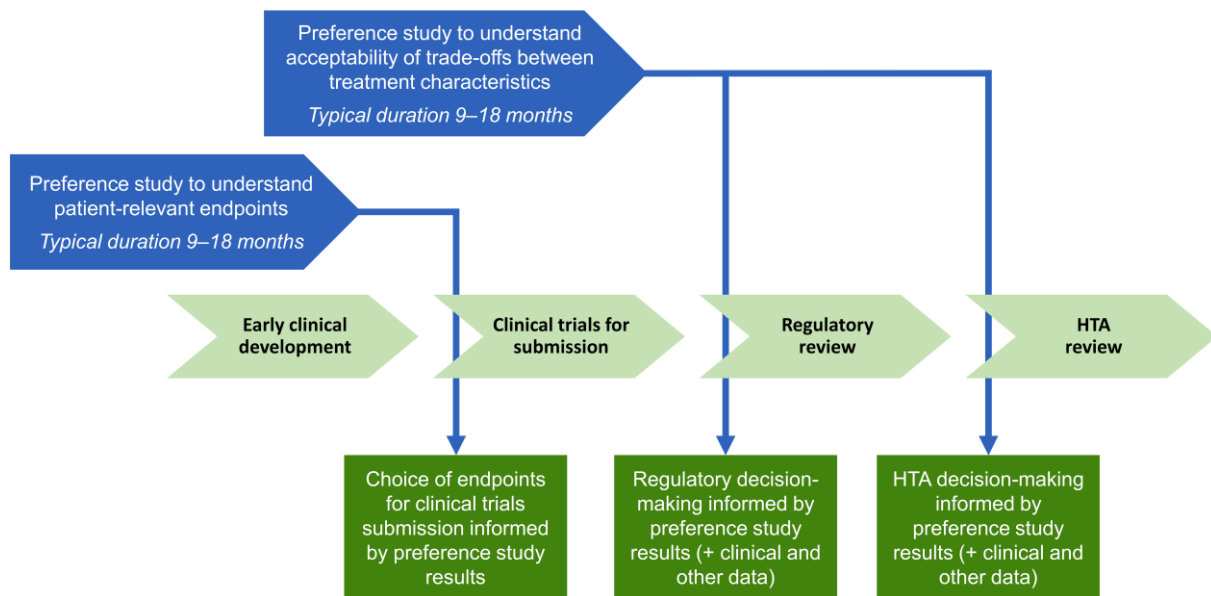 Preference study to understand
acceptability of trade-offs between
treatment characteristics
Typical duration 9–18 months
Preference study to understand
patient-relevant endpoints
Typical duration 9–18 months
Early clinical
development
Clinical trials for
submission
Regulatory
review
HTA
review
Choice of endpoints
for clinical trials
submission informed
by preference study
results
Regulatory decision-
making informed by
preference study
results (+ clinical and
other data)
HTA decision-making
informed by
preference study
results (+ clinical and
other data)